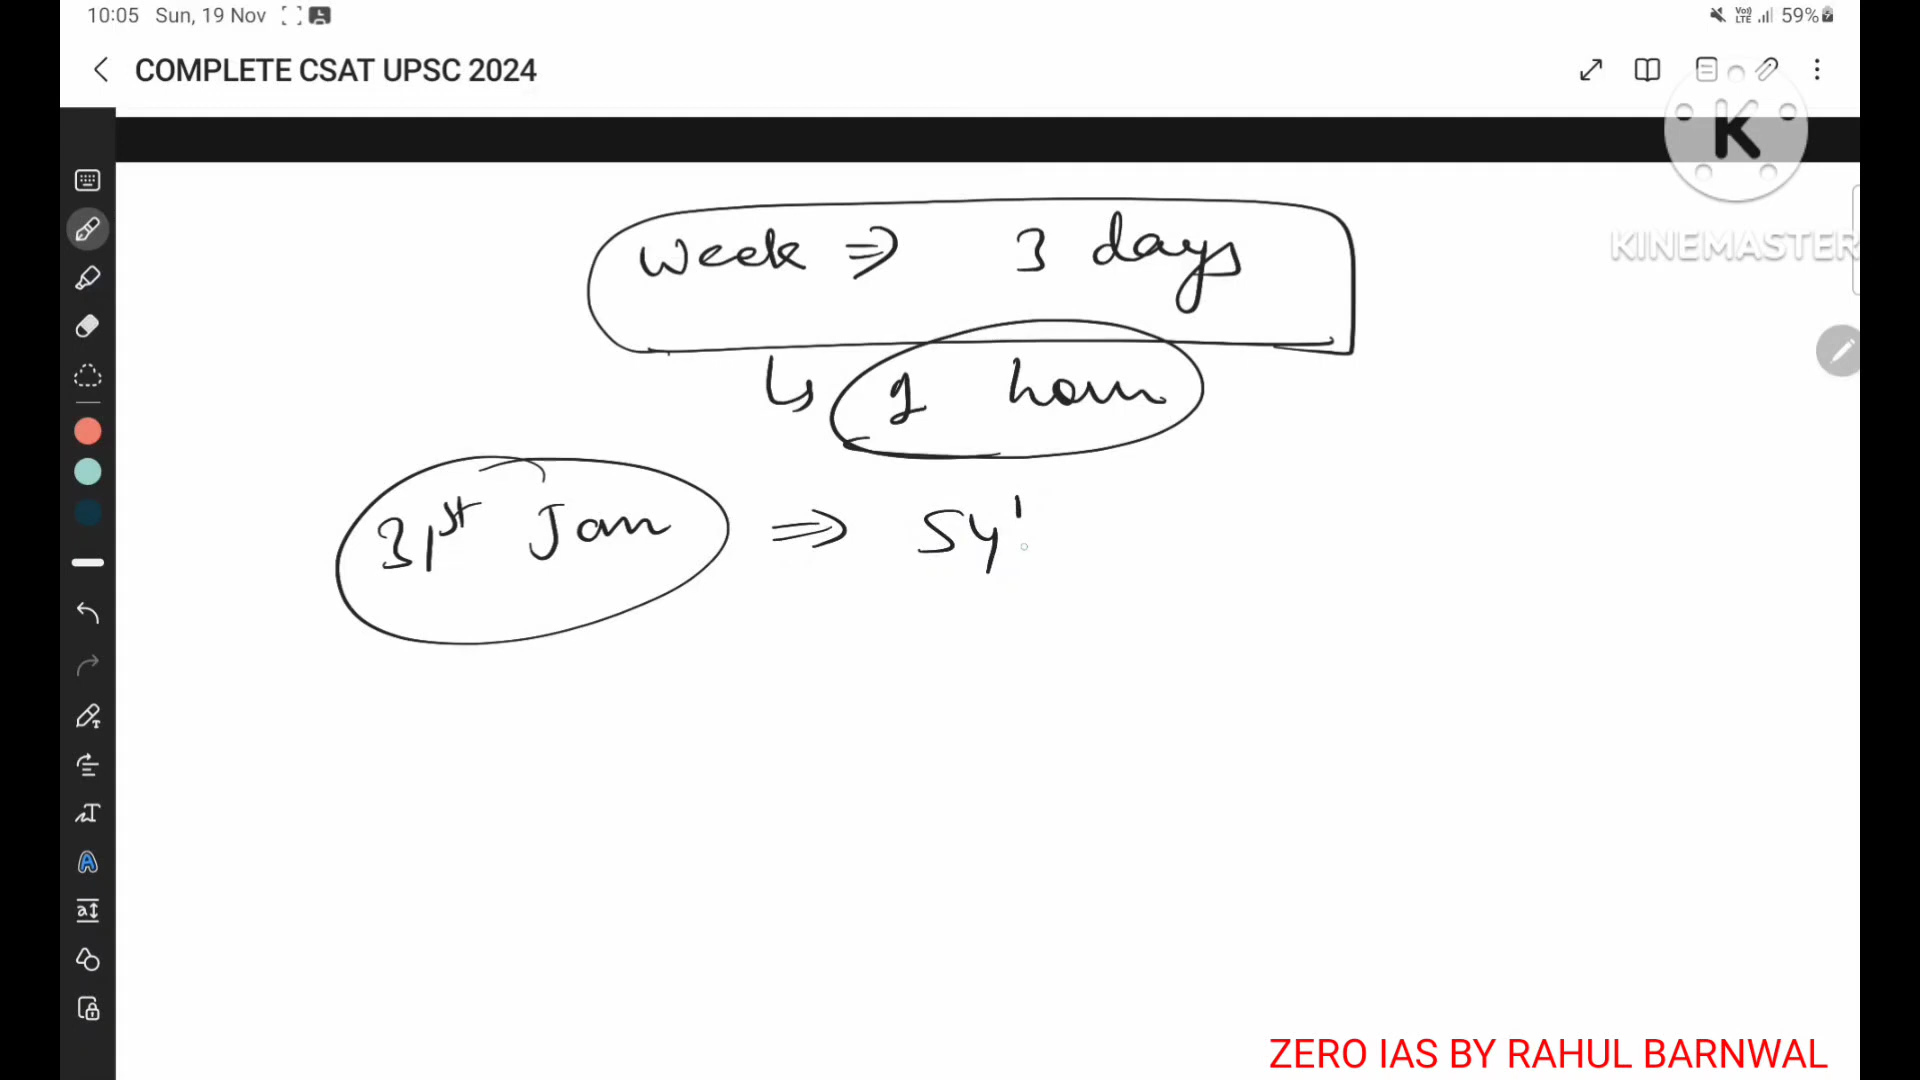 10:05 Sun, 19 Nov 59%
COMPLETE CSAT UPSC 2024
K
KINEMASTER
week ⇒ 3 days
↳ 1 hour
31st Jan ⇒ Sy'
ZERO IAS BY RAHUL BARNWAL